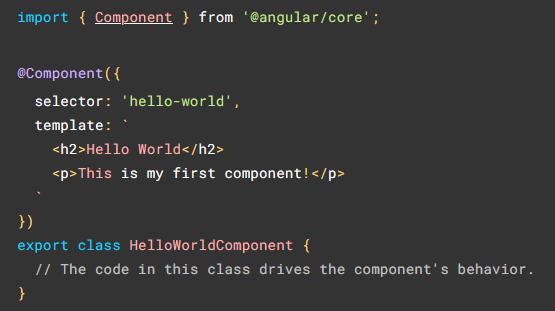 import { Component } from '@angular/core';
@Component({
selector: 'hello-world',
template: `
<h2>Hello World</h2>
<p>This is my first component!</p>
`
})
export class HelloWorldComponent {
// The code in this class drives the component's behavior.
}